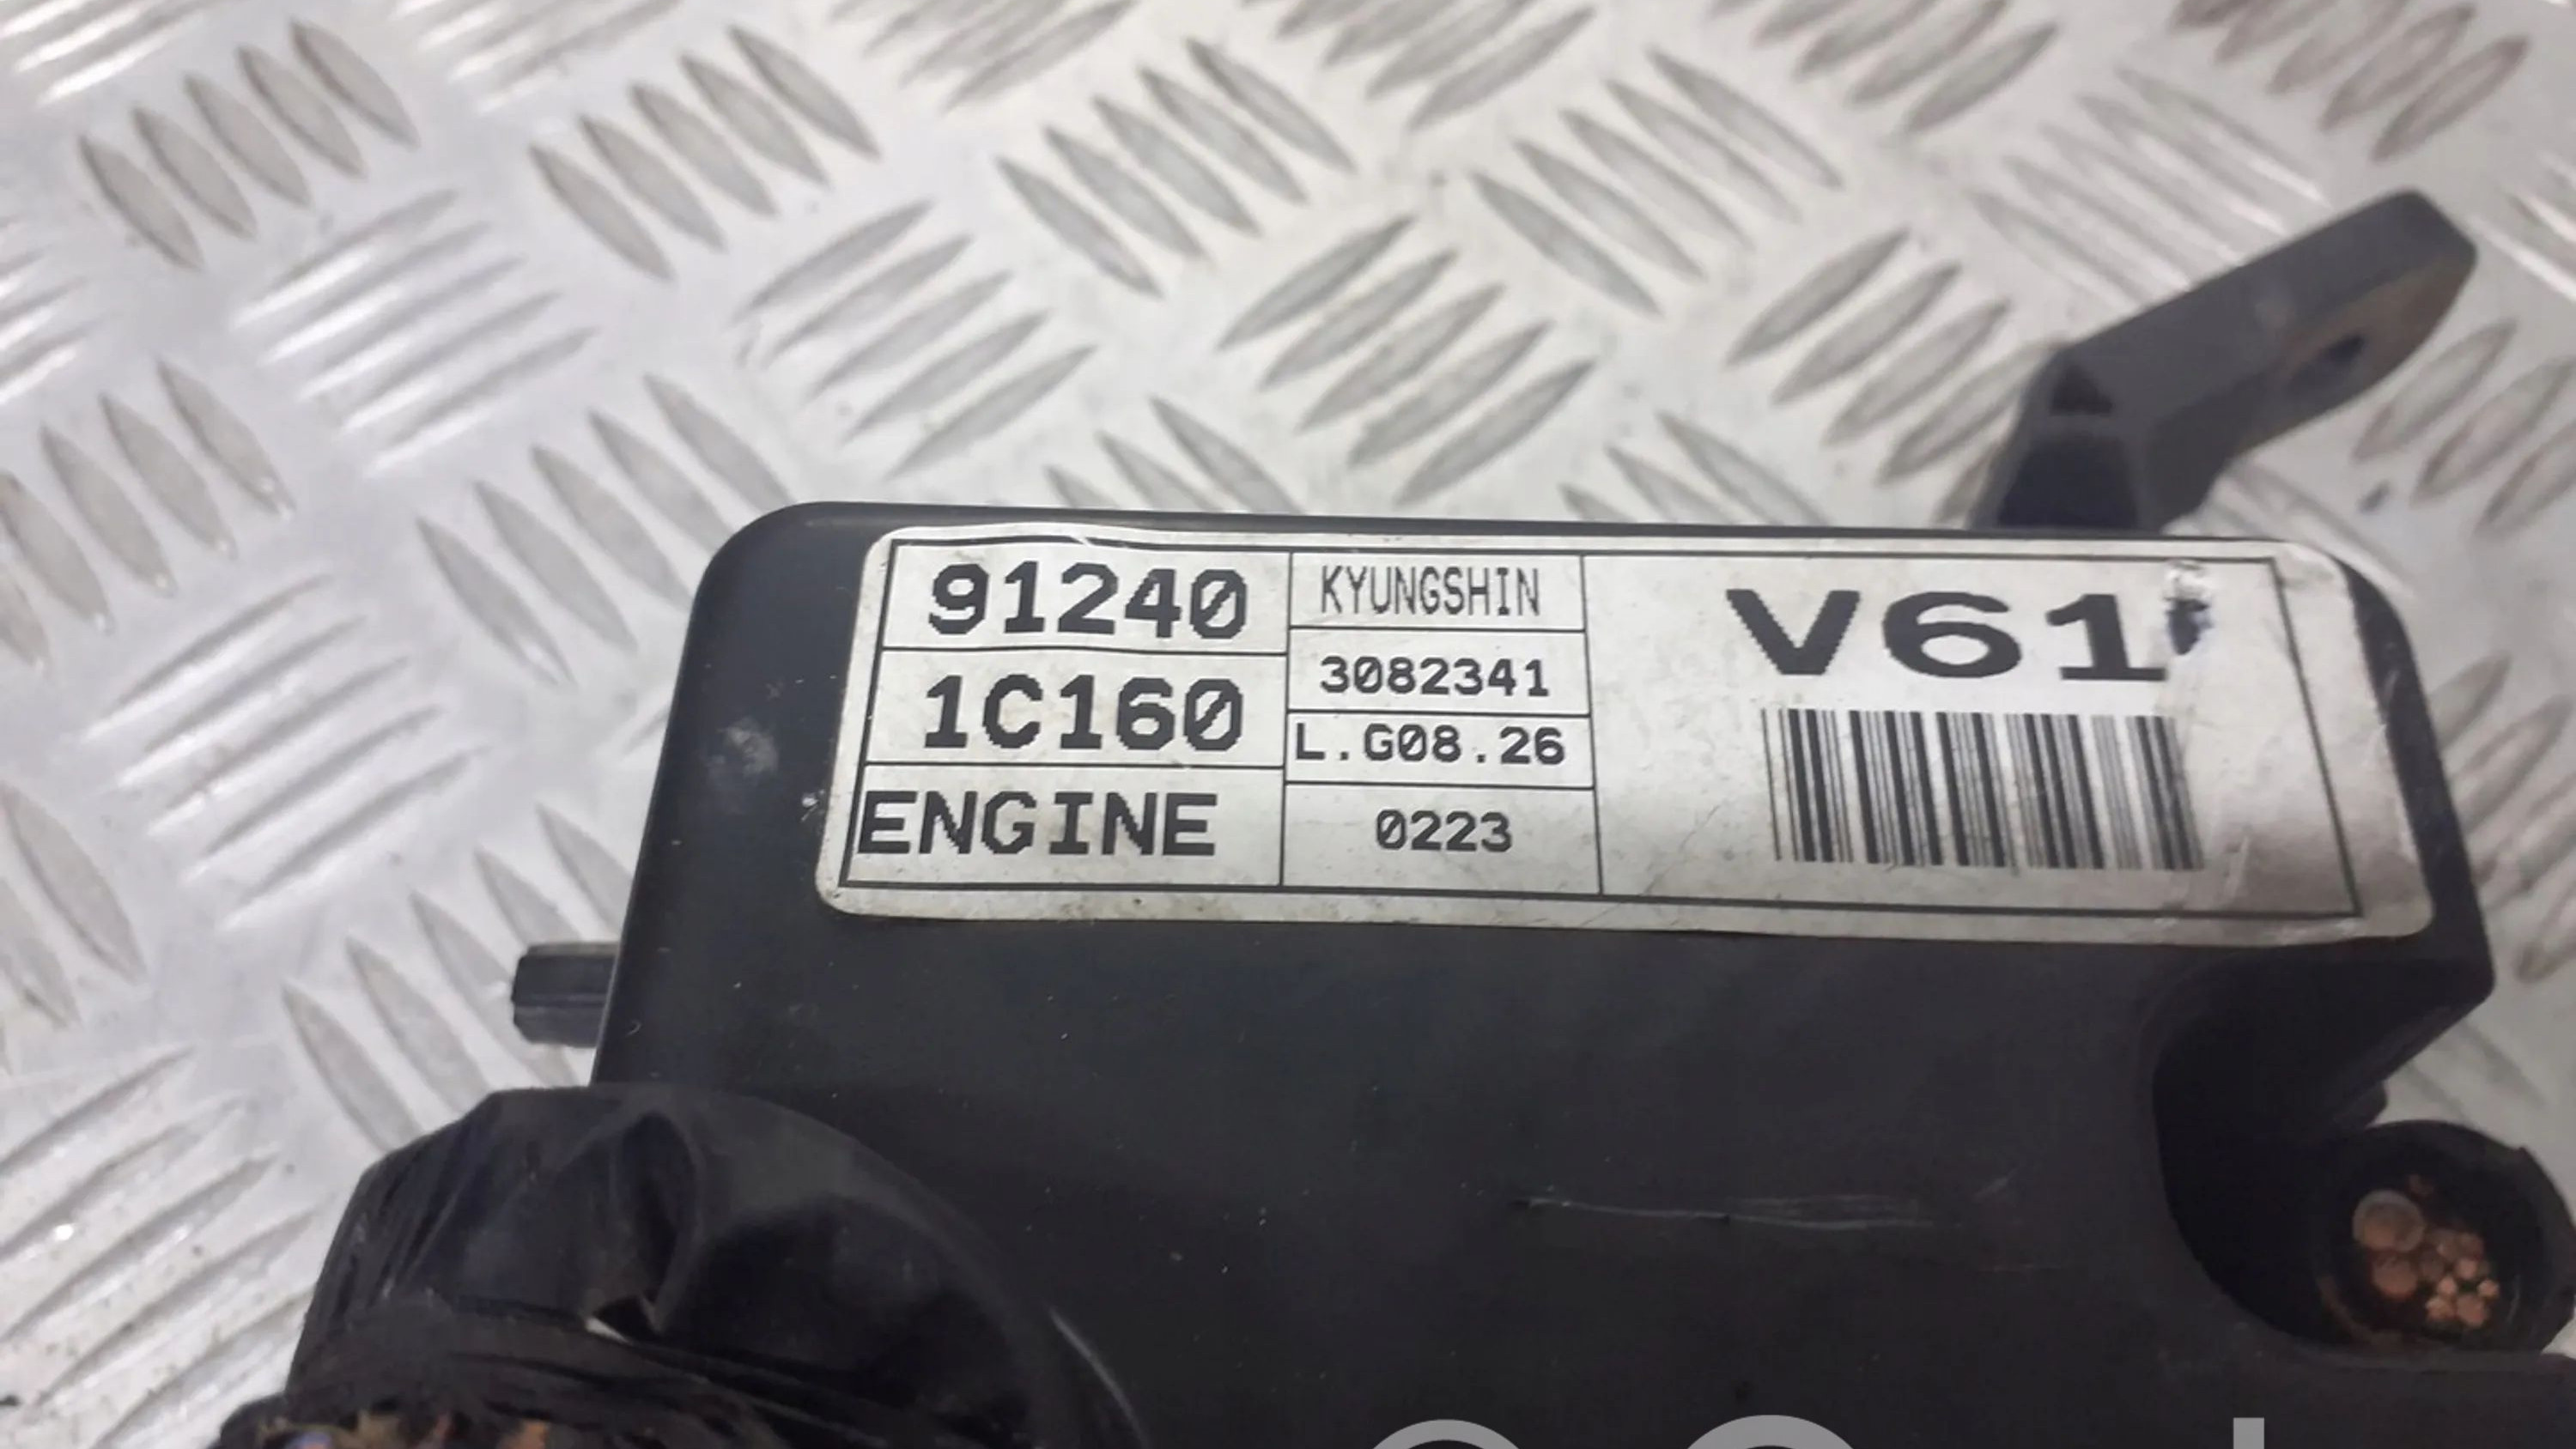 91240
1C160
ENGINE
KYUNGSHIN
3082341
L.G08.26
0223
V61